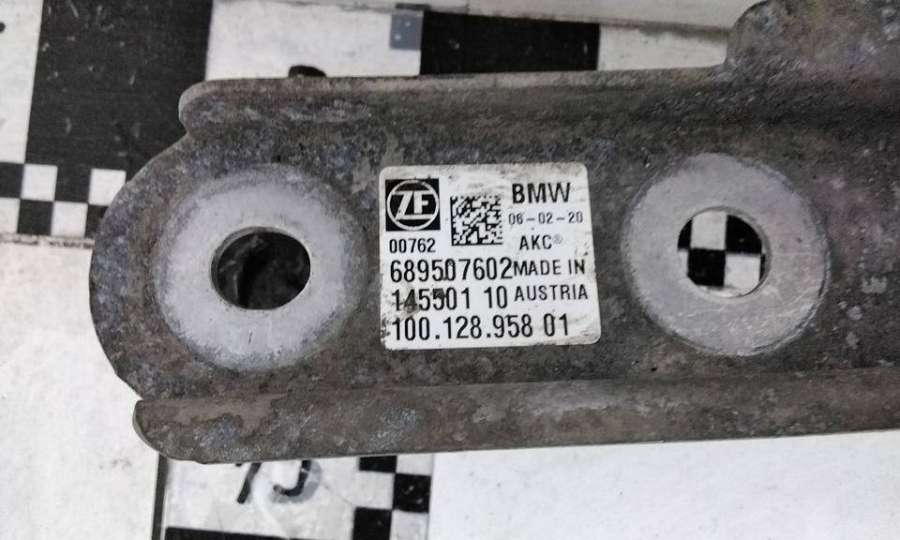 ZF
BMW
06-02-20
00762
AKC®
689507602 MADE IN
145501 10 AUSTRIA
100.128.958 01